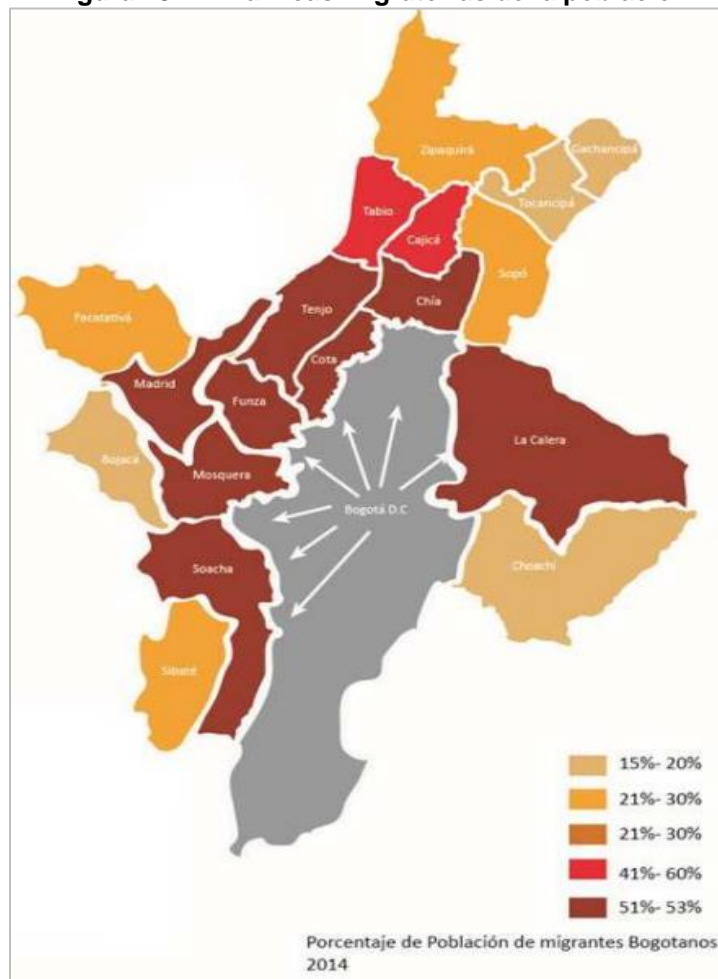 Zipaquirá
Gachancipá
Tocancipá
Tabio
Cajicá
Sopó
Chía
Tenjo
Facatativá
Cota
Madrid
Funza
La Calera
Bojacá
Mosquera
Bogotá D.C
Choachí
Soacha
Sibaté
15%- 20%
21%- 30%
21%- 30%
41%- 60%
51%- 53%
Porcentaje de Población de migrantes Bogotanos
2014